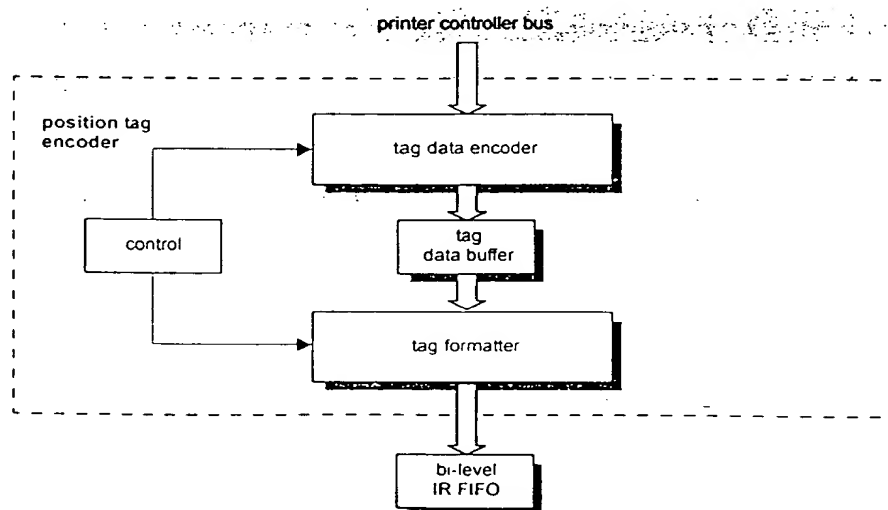 printer controller bus
position tag
encoder
tag data encoder
control
tag
data buffer
tag formatter
bi-level
IR FIFO